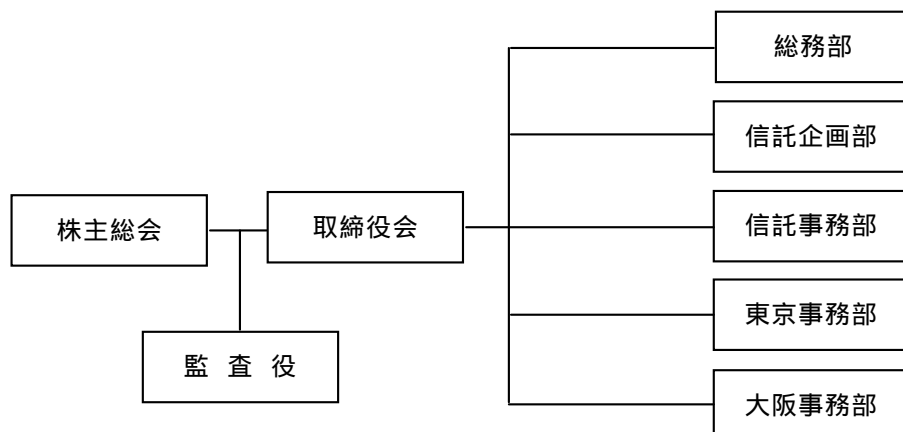 総務部
信託企画部
株主総会
取締役会
信託事務部
東京事務部
監 査 役
大阪事務部